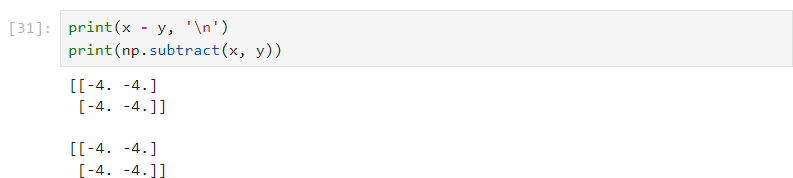 [31]: print(x - y, '\n')
print(np.subtract(x, y))
[[-4. -4.]
 [-4. -4.]]
[[-4. -4.]
 [-4. -4.]]